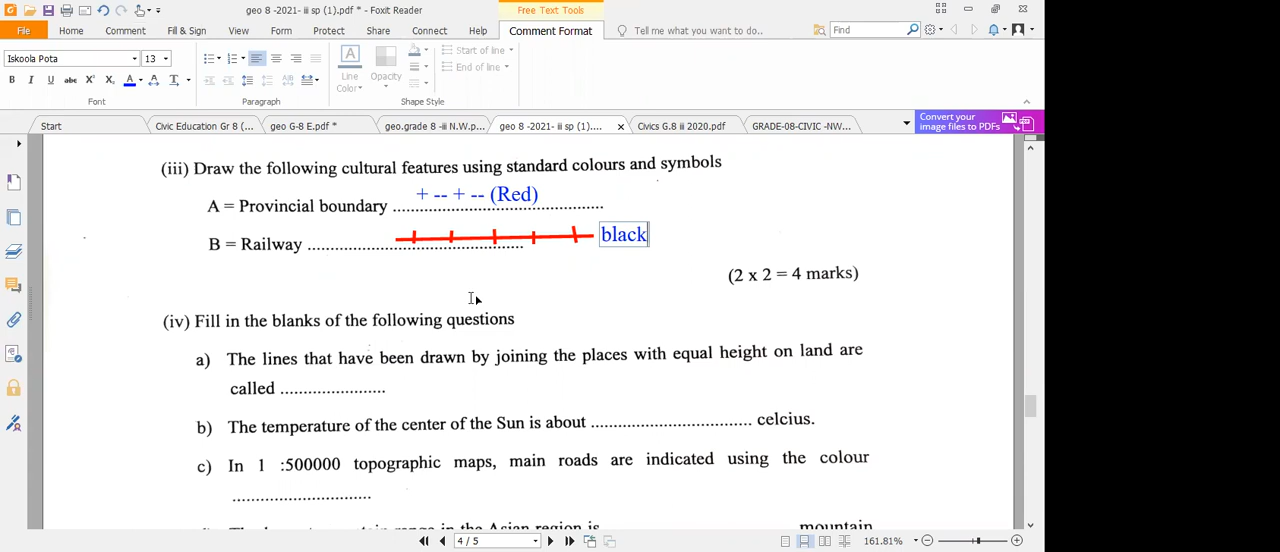 geo 8 -2021- ii sp (1).pdf * - Foxit Reader
Free Text Tools
File
Home
Comment
Fill & Sign
View
Form
Protect
Share
Connect
Help
Comment Format
Tell me what you want to do..
Find
Iskoola Pota
13
Line Color
Opacity
Start of line
End of line
Font
Paragraph
Shape Style
Start
Civic Education Gr 8 (...
geo G-8 E.pdf *
geo.grade 8 -ii N.W.p...
geo 8 -2021- ii sp (1)....
Civics G.8 ii 2020.pdf
GRADE-08-CIVIC -NW...
Convert your image files to PDFs
(iii) Draw the following cultural features using standard colours and symbols
+ -- + -- (Red)
A = Provincial boundary ..........................................
B = Railway ........................................... black
(2 x 2 = 4 marks)
(iv) Fill in the blanks of the following questions
a) The lines that have been drawn by joining the places with equal height on land are
called .....................
b) The temperature of the center of the Sun is about ................................ celcius.
c) In 1 :500000 topographic maps, main roads are indicated using the colour
............................
mountain
4 / 5
161.81%